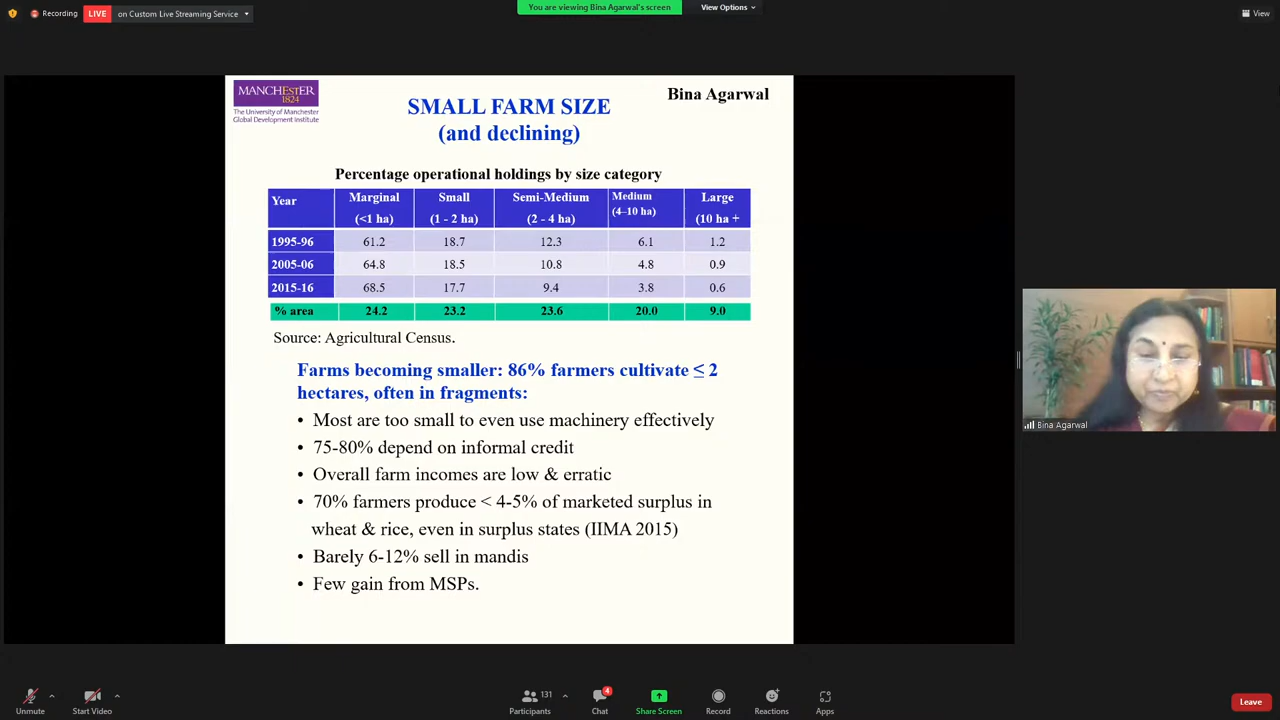 Recording LIVE on Custom Live Streaming Service
You are viewing Bina Agarwal's screen View Options
View
MANCHESTER
1824
The University of Manchester
Global Development Institute
Bina Agarwal
SMALL FARM SIZE
(and declining)
Percentage operational holdings by size category
Year Marginal (<1 ha) Small (1 - 2 ha) Semi-Medium (2 - 4 ha) Medium (4–10 ha) Large (10 ha +
1995-96 61.2 18.7 12.3 6.1 1.2
2005-06 64.8 18.5 10.8 4.8 0.9
2015-16 68.5 17.7 9.4 3.8 0.6
% area 24.2 23.2 23.6 20.0 9.0
Source: Agricultural Census.
Farms becoming smaller: 86% farmers cultivate ≤ 2
hectares, often in fragments:
• Most are too small to even use machinery effectively
• 75-80% depend on informal credit
• Overall farm incomes are low & erratic
• 70% farmers produce < 4-5% of marketed surplus in
wheat & rice, even in surplus states (IIMA 2015)
• Barely 6-12% sell in mandis
• Few gain from MSPs.
Bina Agarwal
Unmute
Start Video
131
Participants
4
Chat
Share Screen
Record
Reactions
Apps
Leave